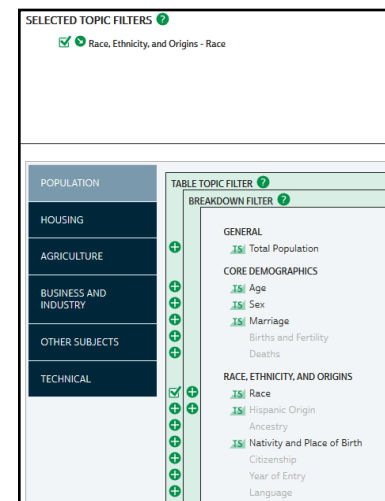 SELECTED TOPIC FILTERS ?
Race, Ethnicity, and Origins - Race
POPULATION
HOUSING
AGRICULTURE
BUSINESS AND
INDUSTRY
OTHER SUBJECTS
TECHNICAL
TABLE TOPIC FILTER ?
BREAKDOWN FILTER ?
GENERAL
TS Total Population
CORE DEMOGRAPHICS
TS Age
TS Sex
TS Marriage
Births and Fertility
Deaths
RACE, ETHNICITY, AND ORIGINS
TS Race
TS Hispanic Origin
Ancestry
TS Nativity and Place of Birth
Citizenship
Year of Entry
Language